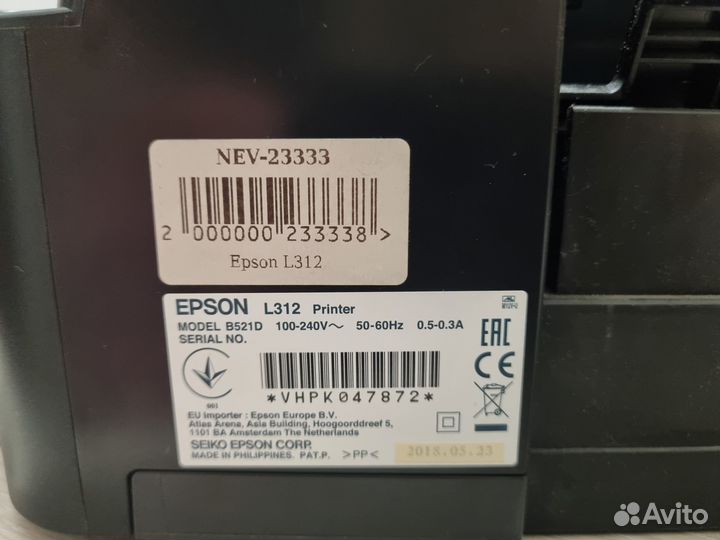 NEV-23333
2 000000 233338 >
Epson L312
EPSON L312 Printer
MODEL B521D 100-240V~ 50-60Hz 0.5-0.3A
SERIAL NO.
EAC
CE
001
*VHPK047872*
EU Importer : Epson Europe B.V.
Atlas Arena, Asia Building, Hoogoorddreef 5,
1101 BA Amsterdam The Netherlands
SEIKO EPSON CORP.
MADE IN PHILIPPINES. PAT.P. >PP< 2018.05.23
Avito